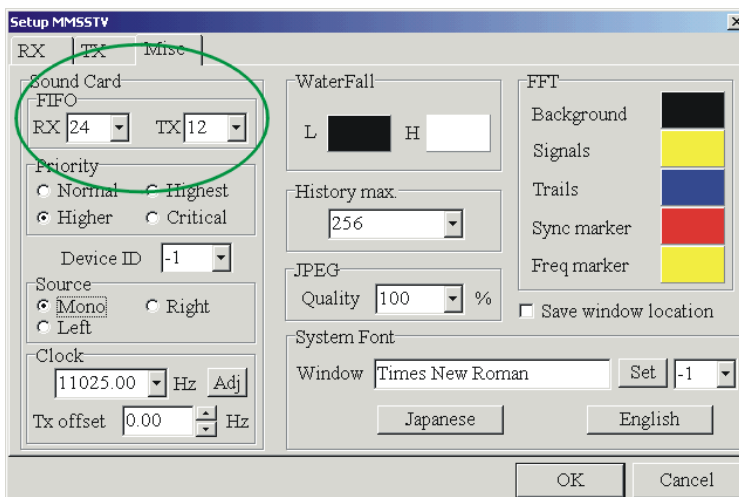 Setup MMSSTV
RX TX Misc
Sound Card
FIFO
RX 24 TX 12
Priority
Normal Highest
Higher Critical
Device ID -1
Source
Mono Right
Left
Clock
11025.00 Hz Adj
Tx offset 0.00 Hz
WaterFall
L H
History max.
256
JPEG
Quality 100 %
FFT
Background
Signals
Trails
Sync marker
Freq marker
Save window location
System Font
Window Times New Roman Set -1
Japanese English
OK Cancel